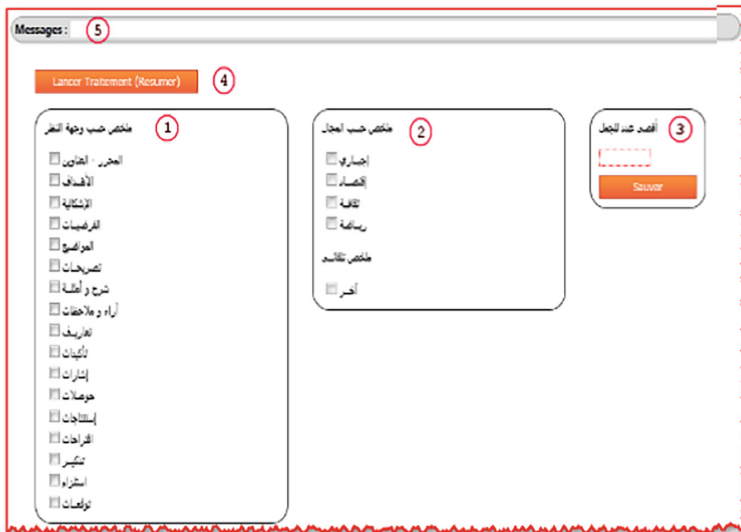 Messages : 5
Lancer Traitement (Resumer) 4
ملخص حسب وجهة النظر 1
المحرر - العناوين
الأهداف
الإشكالية
الفرضيات
المواضيع
تصريحات
شرح و أمثلة
آراء و ملاحظات
تعاريف
تأكيدات
إشارات
حوصلات
إستنتاجات
اقتراحات
تذكير
استقراء
توقعات
ملخص حسب المجال 2
إخباري
إقتصاد
ثقافة
رياضة
ملخص تلقائي
آخر
أقصى عدد للجمل 3
Sauver